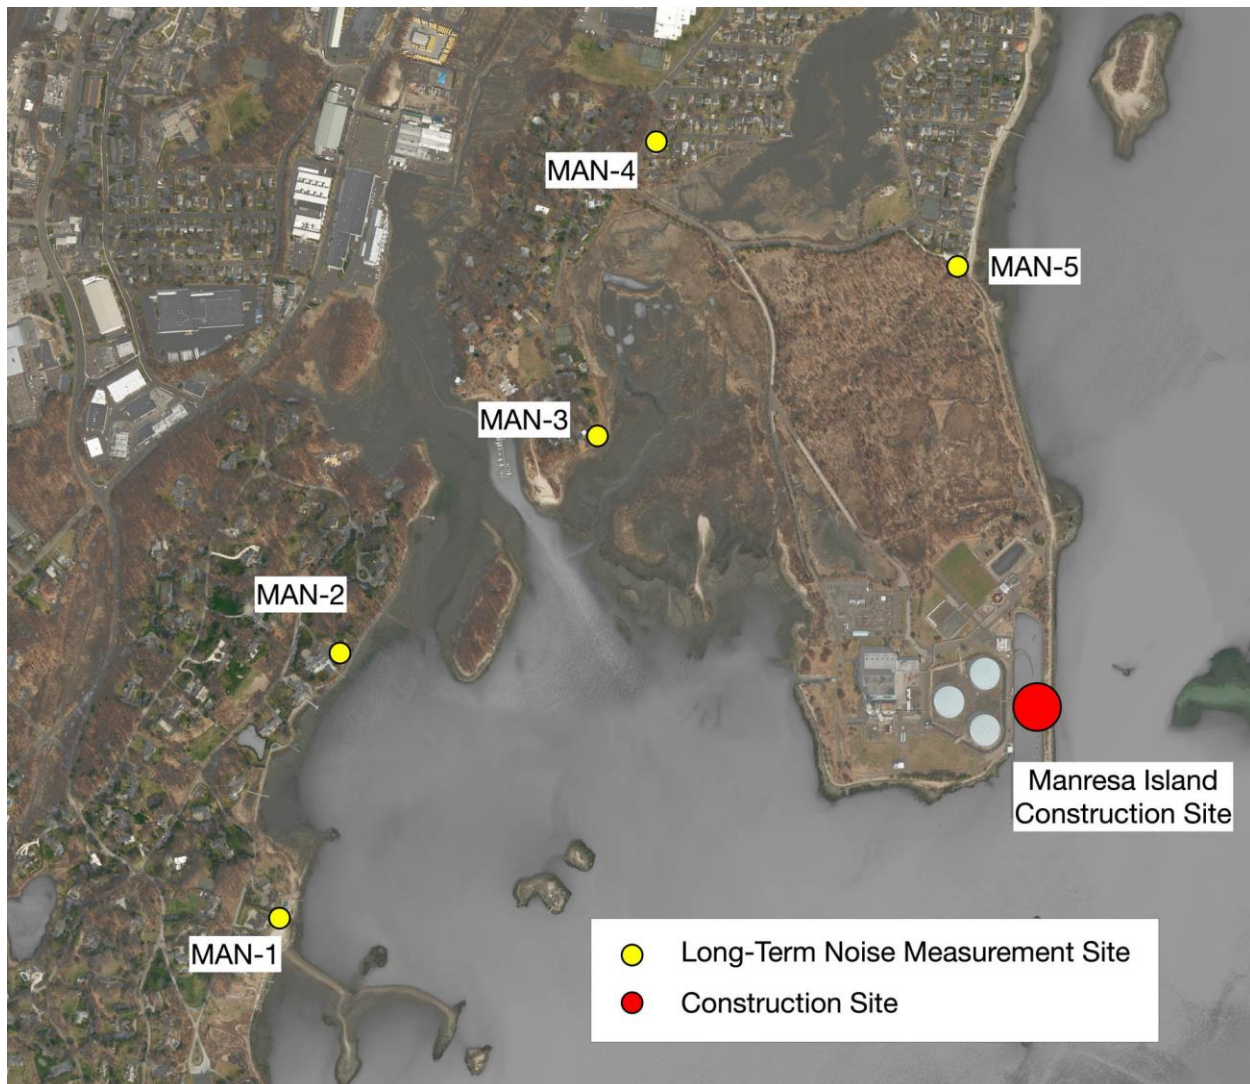 MAN-4
MAN-5
MAN-3
MAN-2
Manresa Island
Construction Site
MAN-1
Long-Term Noise Measurement Site
Construction Site